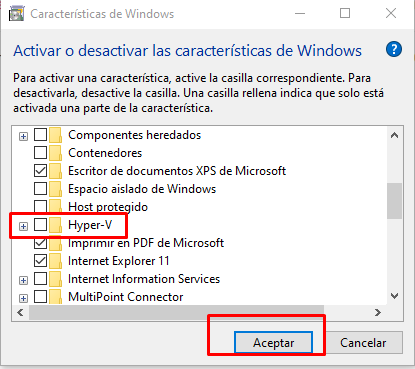 Características de Windows
Activar o desactivar las características de Windows
?
Para activar una característica, active la casilla correspondiente. Para
desactivarla, desactive la casilla. Una casilla rellena indica que solo está
activada una parte de la característica.
Componentes heredados
Contenedores
Escritor de documentos XPS de Microsoft
Espacio aislado de Windows
Host protegido
Hyper-V
Imprimir en PDF de Microsoft
Internet Explorer 11
Internet Information Services
MultiPoint Connector
Aceptar
Cancelar